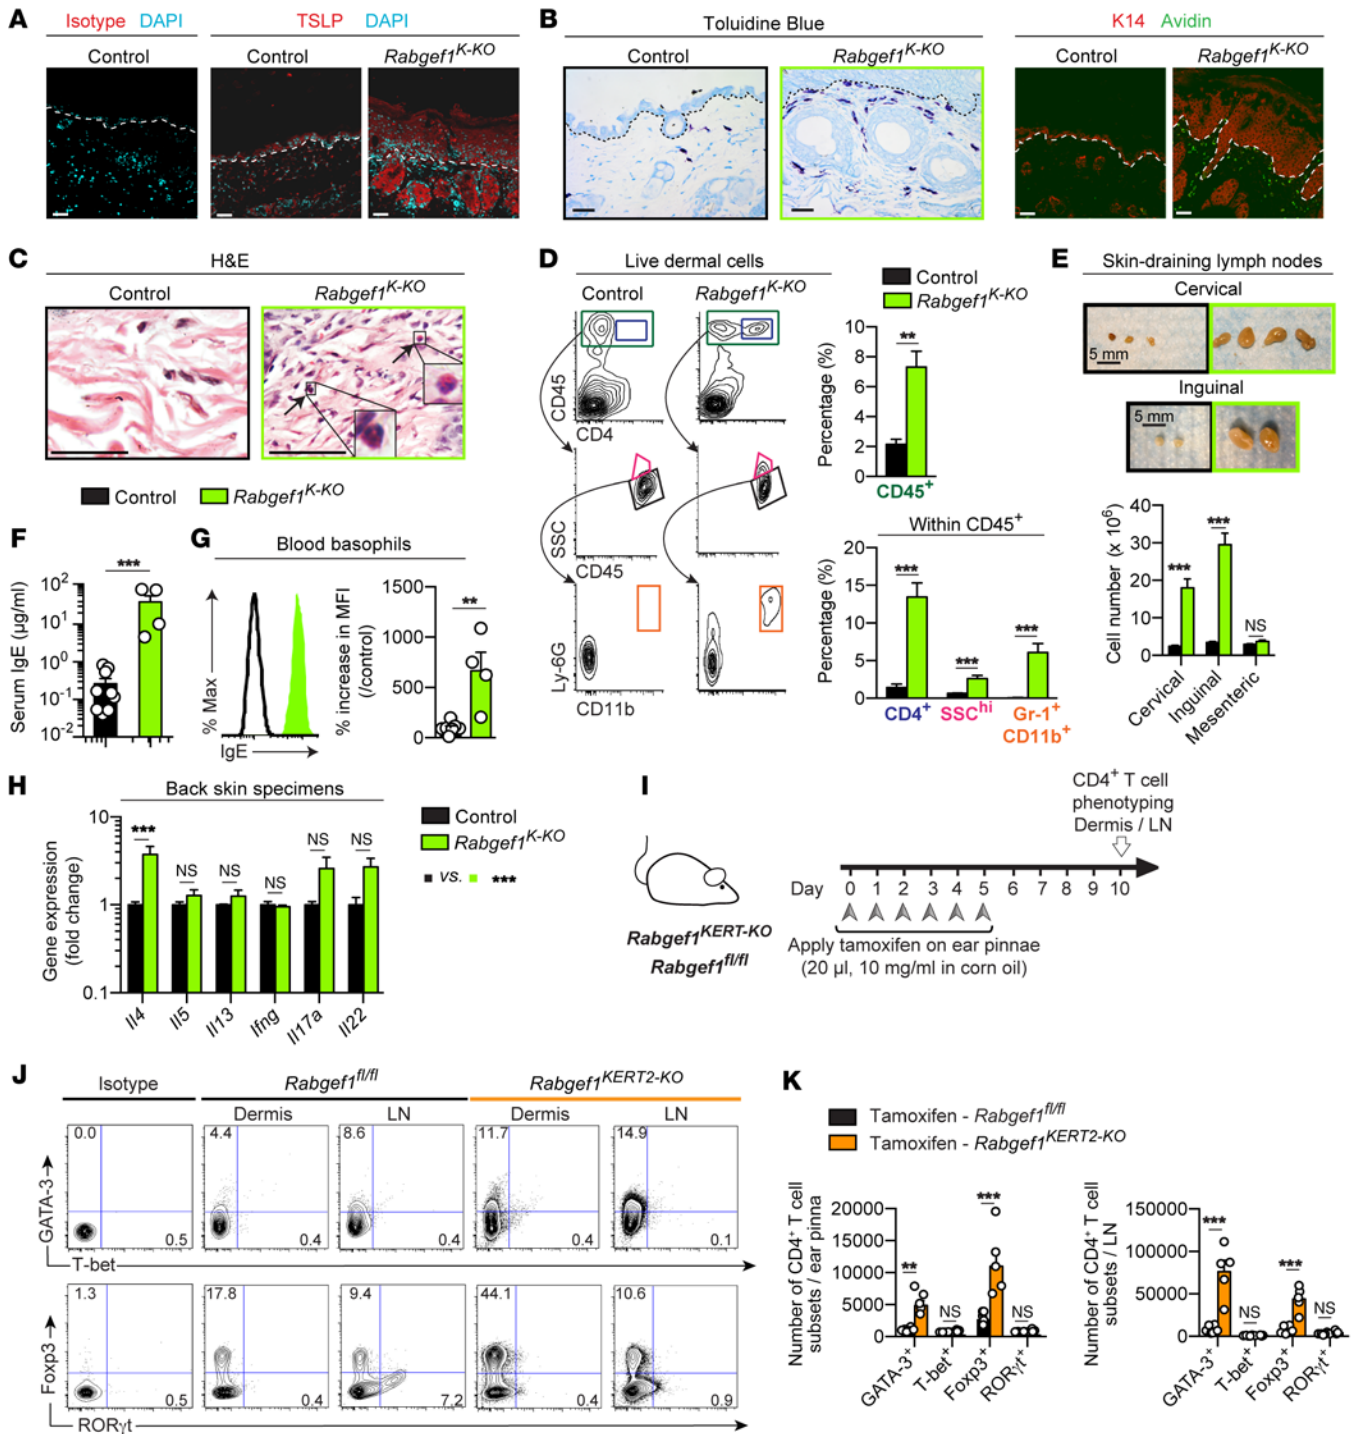 A
Isotype DAPI
TSLP DAPI
Control
Control
Rabgef1K-KO
B
Toluidine Blue
Control
Rabgef1K-KO
K14 Avidin
Control
Rabgef1K-KO
C
H&E
Control
Rabgef1K-KO
Control
Rabgef1K-KO
D
Live dermal cells
Control
Rabgef1K-KO
CD45
CD4
SSC
CD45
Ly-6G
CD11b
Control
Rabgef1K-KO
Percentage (%)
10
8
6
4
2
0
**
CD45+
Within CD45+
Percentage (%)
20
15
10
5
0
***
***
***
CD4+
SSChi
Gr-1+
CD11b+
E
Skin-draining lymph nodes
Cervical
5 mm
Inguinal
5 mm
Cell number (x 10⁶)
40
30
20
10
0
***
***
NS
Cervical
Inguinal
Mesenteric
F
Serum IgE (µg/ml)
10²
10¹
10⁰
10⁻¹
10⁻²
***
G
Blood basophils
% Max
IgE
% increase in MFI
(/control)
1500
1000
500
0
**
H
Back skin specimens
Gene expression
(fold change)
10
1
0.1
***
NS
NS
NS
NS
NS
Il4
Il5
Il13
Ifng
Il17a
Il22
Control
Rabgef1K-KO
vs. ***
I
Rabgef1KERT-KO
Rabgef1fl/fl
CD4+ T cell
phenotyping
Dermis / LN
Day 0 1 2 3 4 5 6 7 8 9 10
Apply tamoxifen on ear pinnae
(20 µl, 10 mg/ml in corn oil)
J
Isotype
Rabgef1fl/fl
Rabgef1KERT2-KO
Dermis
LN
Dermis
LN
GATA-3
0.0
0.5
4.4
0.4
8.6
0.4
11.7
0.4
14.9
0.1
T-bet
Foxp3
1.3
0.5
17.8
0.4
9.4
7.2
44.1
0.4
10.6
0.9
RORγt
K
Tamoxifen - Rabgef1fl/fl
Tamoxifen - Rabgef1KERT2-KO
Number of CD4+ T cell
subsets / ear pinna
20000
15000
10000
5000
0
**
NS
***
NS
GATA-3+
T-bet+
Foxp3+
RORγt+
Number of CD4+ T cell
subsets / LN
150000
100000
50000
0
***
NS
***
NS
GATA-3+
T-bet+
Foxp3+
RORγt+